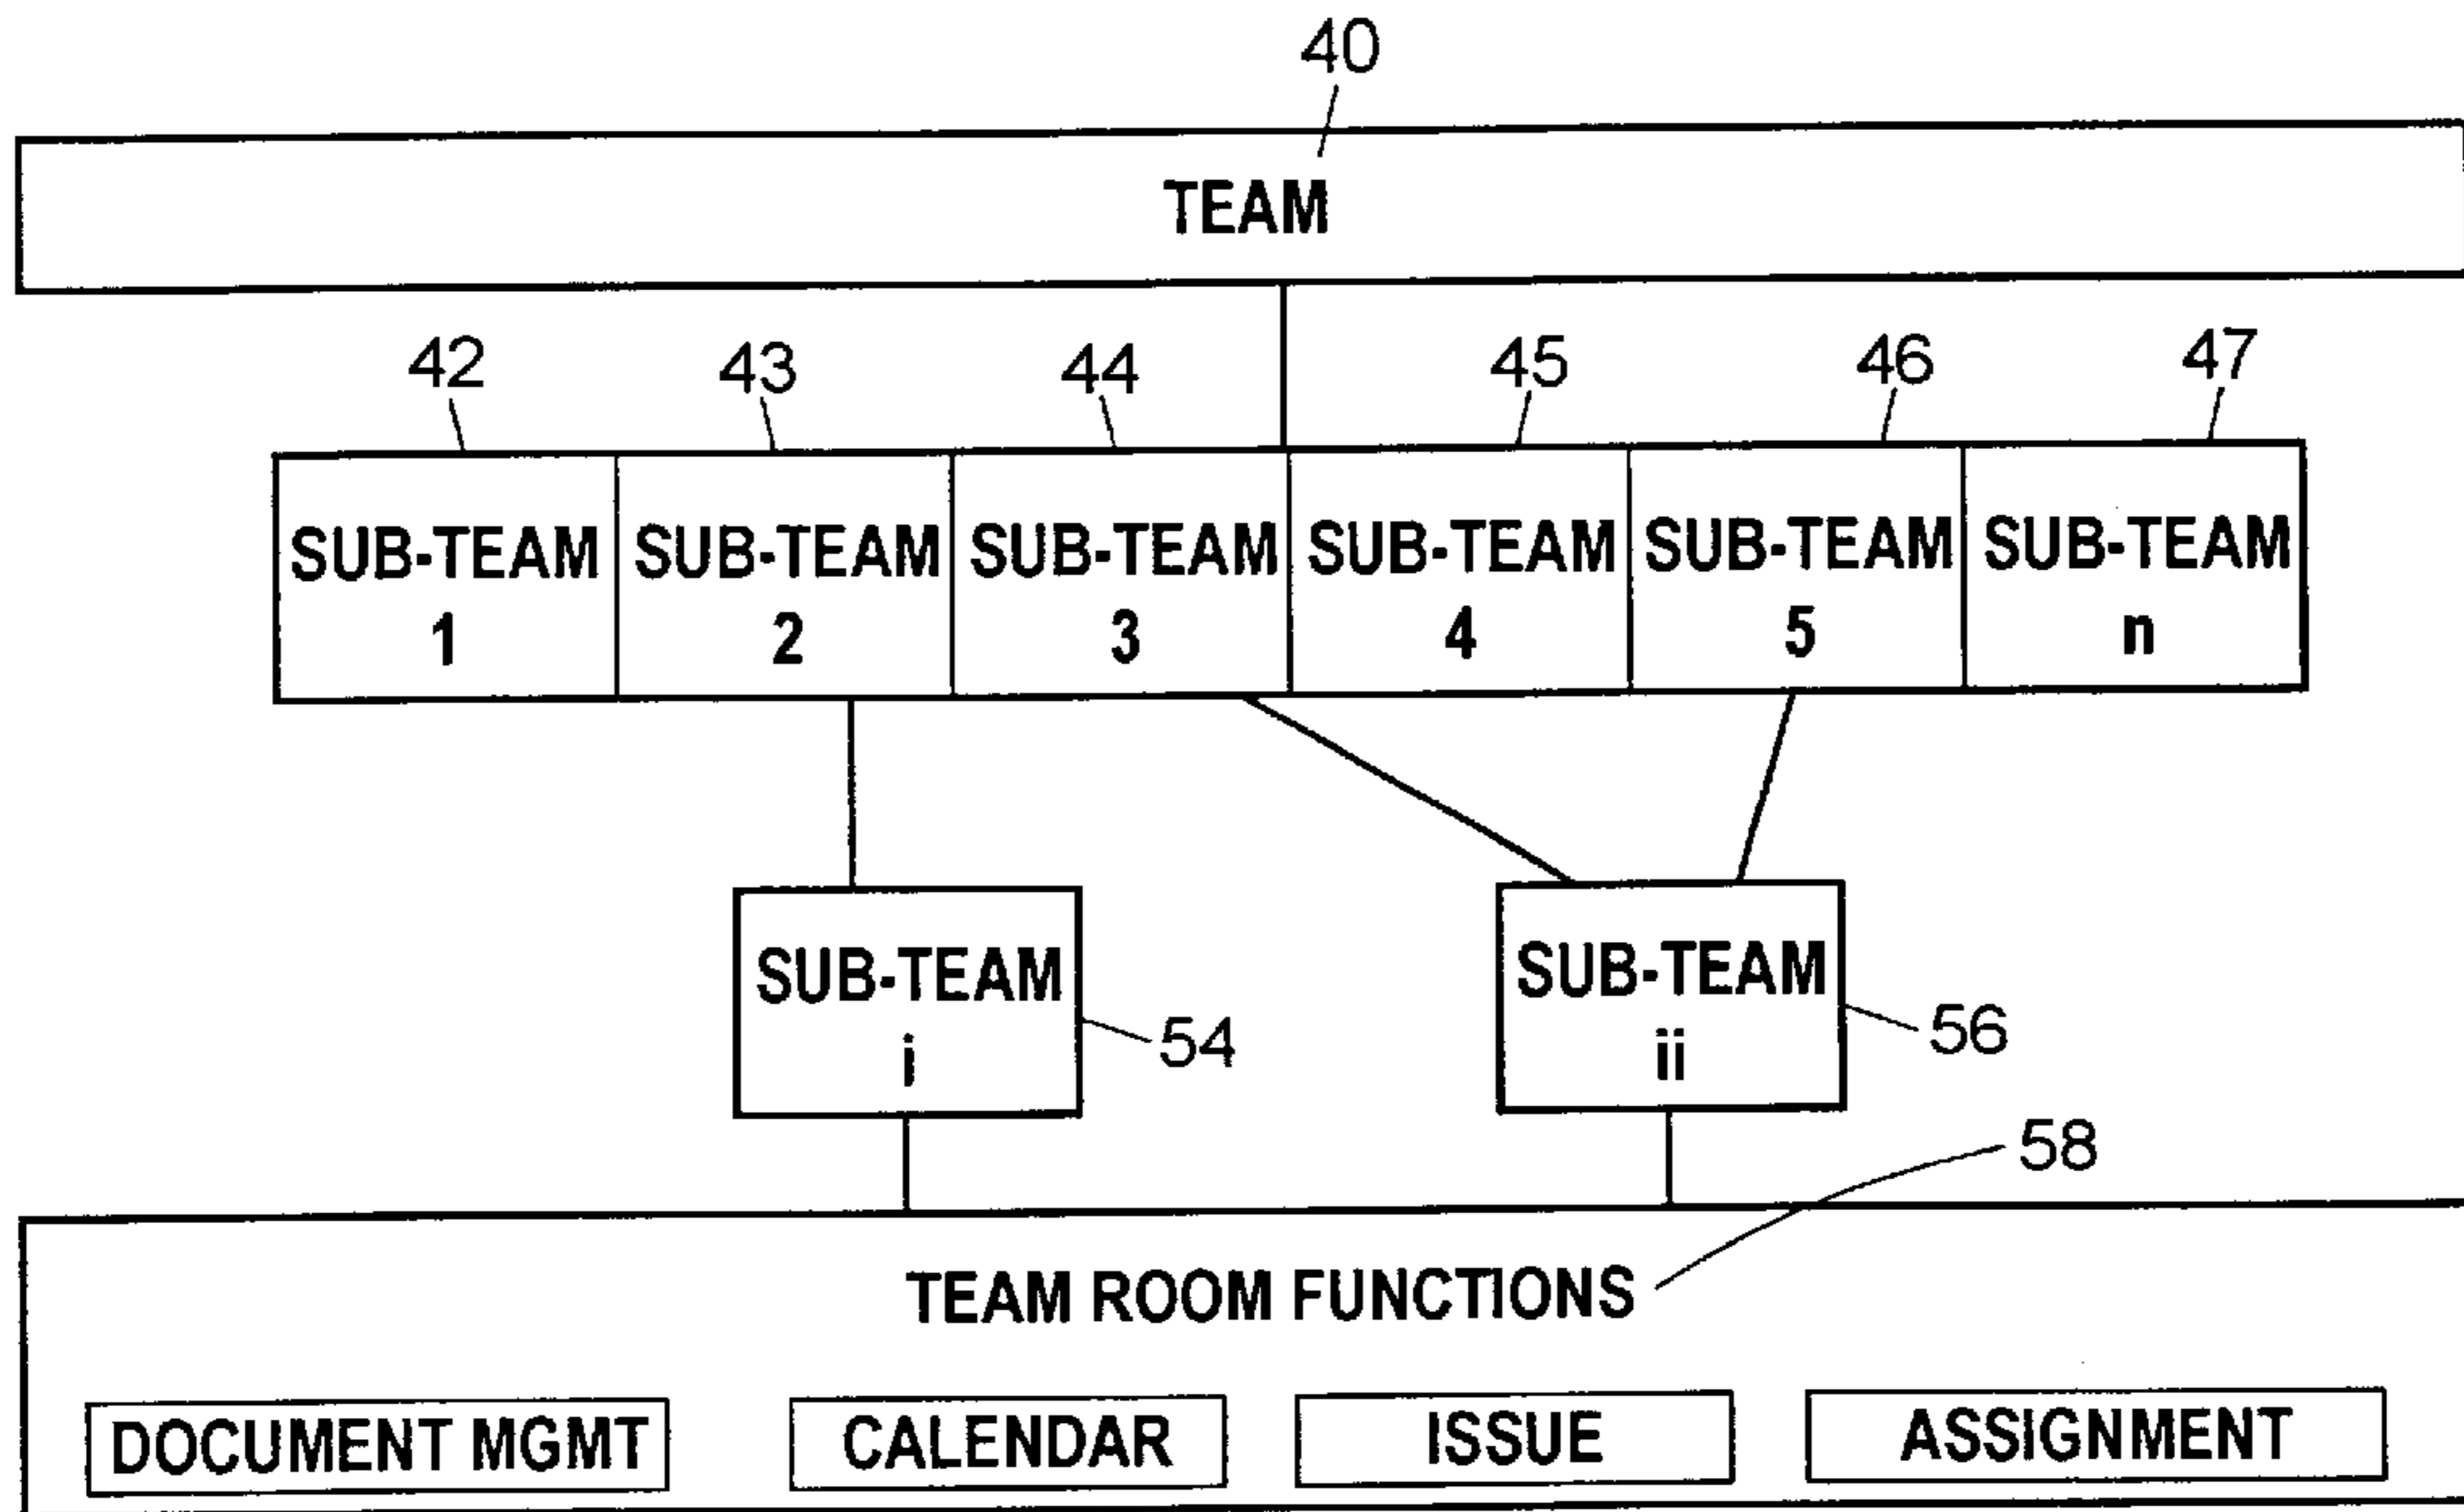 40
TEAM
42 43 44 45 46 47
SUB-TEAM SUB-TEAM SUB-TEAM SUB-TEAM SUB-TEAM SUB-TEAM
1 2 3 4 5 n
SUB-TEAM SUB-TEAM
i 54 ii 56
58
TEAM ROOM FUNCTIONS
DOCUMENT MGMT CALENDAR ISSUE ASSIGNMENT